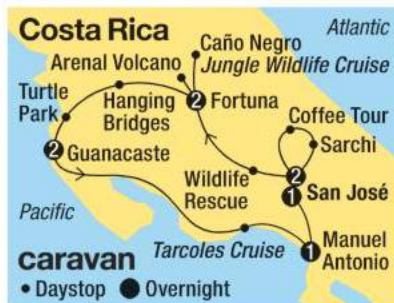 Costa Rica
Atlantic
Caño Negro
Jungle Wildlife Cruise
Arenal Volcano
Turtle
Park
Hanging
Bridges
2 Fortuna
Coffee Tour
Sarchi
2 Guanacaste
Wildlife
Rescue
2
1 San José
Pacific
Tarcoles Cruise
1 Manuel
Antonio
caravan
• Daystop ● Overnight